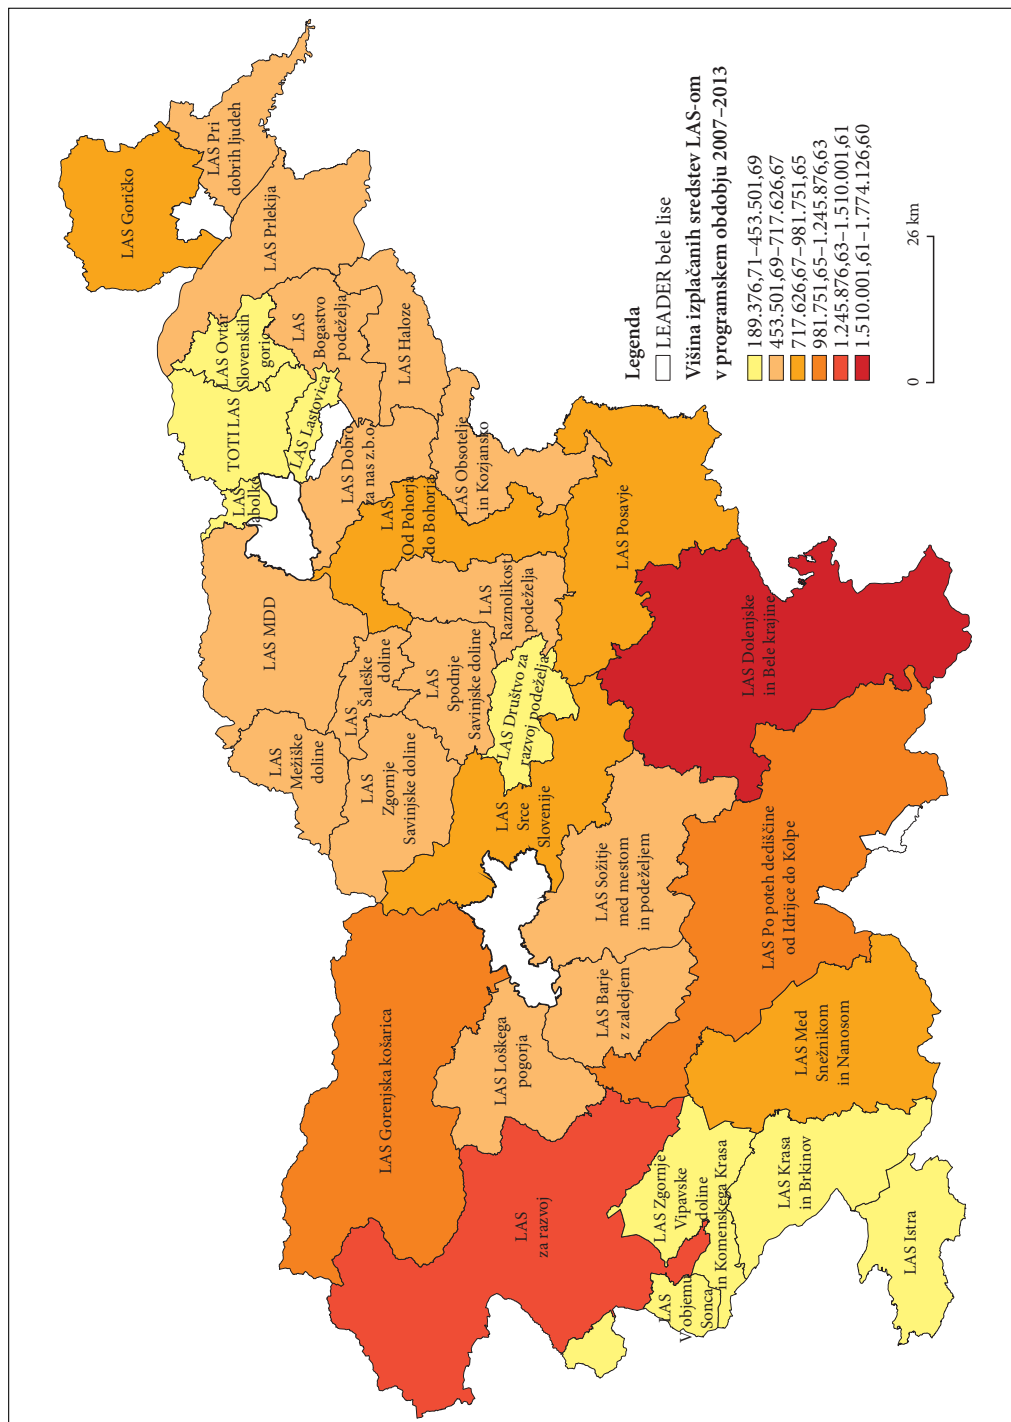 LAS Goričko
LAS Pri
dobrih ljudeh
LAS Prlekija
LAS Ovtar
Slovenskih
goric
LAS
Bogastvo
podeželja
LAS Haloze
TOTI LAS
LAS Lastovica
LAS Dobro
za nas z.b.o.
LAS Obsotelje
in Kozjansko
LAS
Jabolko
LAS
Od Pohorja
do Bohorja
LAS MDD
LAS
Raznolikost
podeželja
LAS Posavje
LAS
Šaleške
doline
LAS
Spodnje
Savinjske doline
LAS Društvo za
razvoj podeželja
LAS
Mežiške
doline
LAS
Zgornje
Savinjske doline
LAS
Srce
Slovenije
LAS Dolenjske
in Bele krajine
LAS Sožitje
med mestom
in podeželjem
LAS Po poteh dediščine
od Idrijce do Kolpe
LAS Barje
z zaledjem
LAS Gorenjska košarica
LAS Loškega
pogorja
LAS Med
Snežnikom
in Nanosom
LAS
za razvoj
LAS Zgornje
Vipavske
doline
in Komenskega Krasa
LAS Krasa
in Brkinov
LAS
V objemu
Sonca
LAS Istra
Legenda
LEADER bele lise
Višina izplačanih sredstev LAS-om
v programskem obdobju 2007–2013
189.376,71–453.501,69
453.501,69–717.626,67
717.626,67–981.751,65
981.751,65–1.245.876,63
1.245.876,63–1.510.001,61
1.510.001,61–1.774.126,60
0 26 km